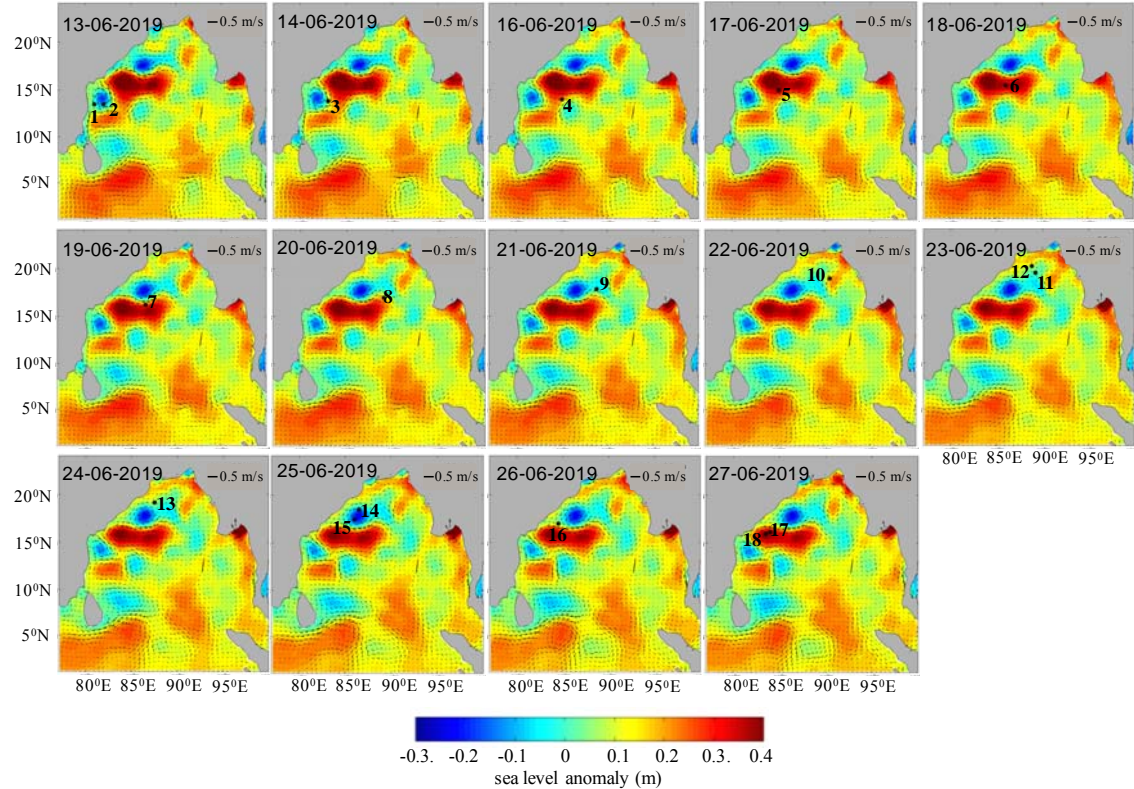 13-06-2019 0.5 m/s 14-06-2019 0.5 m/s 16-06-2019 0.5 m/s 17-06-2019 0.5 m/s 18-06-2019 0.5 m/s
20⁰N
15⁰N
10⁰N
5⁰N
1 2 3 4 5 6
19-06-2019 0.5 m/s 20-06-2019 0.5 m/s 21-06-2019 0.5 m/s 22-06-2019 0.5 m/s 23-06-2019 0.5 m/s
20⁰N
15⁰N
10⁰N
5⁰N
7 8 9 10 12 11
80⁰E 85⁰E 90⁰E 95⁰E
24-06-2019 0.5 m/s 25-06-2019 0.5 m/s 26-06-2019 0.5 m/s 27-06-2019 0.5 m/s
20⁰N
15⁰N
10⁰N
5⁰N
13 14 15 16 17 18
80⁰E 85⁰E 90⁰E 95⁰E 80⁰E 85⁰E 90⁰E 95⁰E 80⁰E 85⁰E 90⁰E 95⁰E 80⁰E 85⁰E 90⁰E 95⁰E
-0.3. -0.2. -0.1 0 0.1 0.2 0.3. 0.4
sea level anomaly (m)